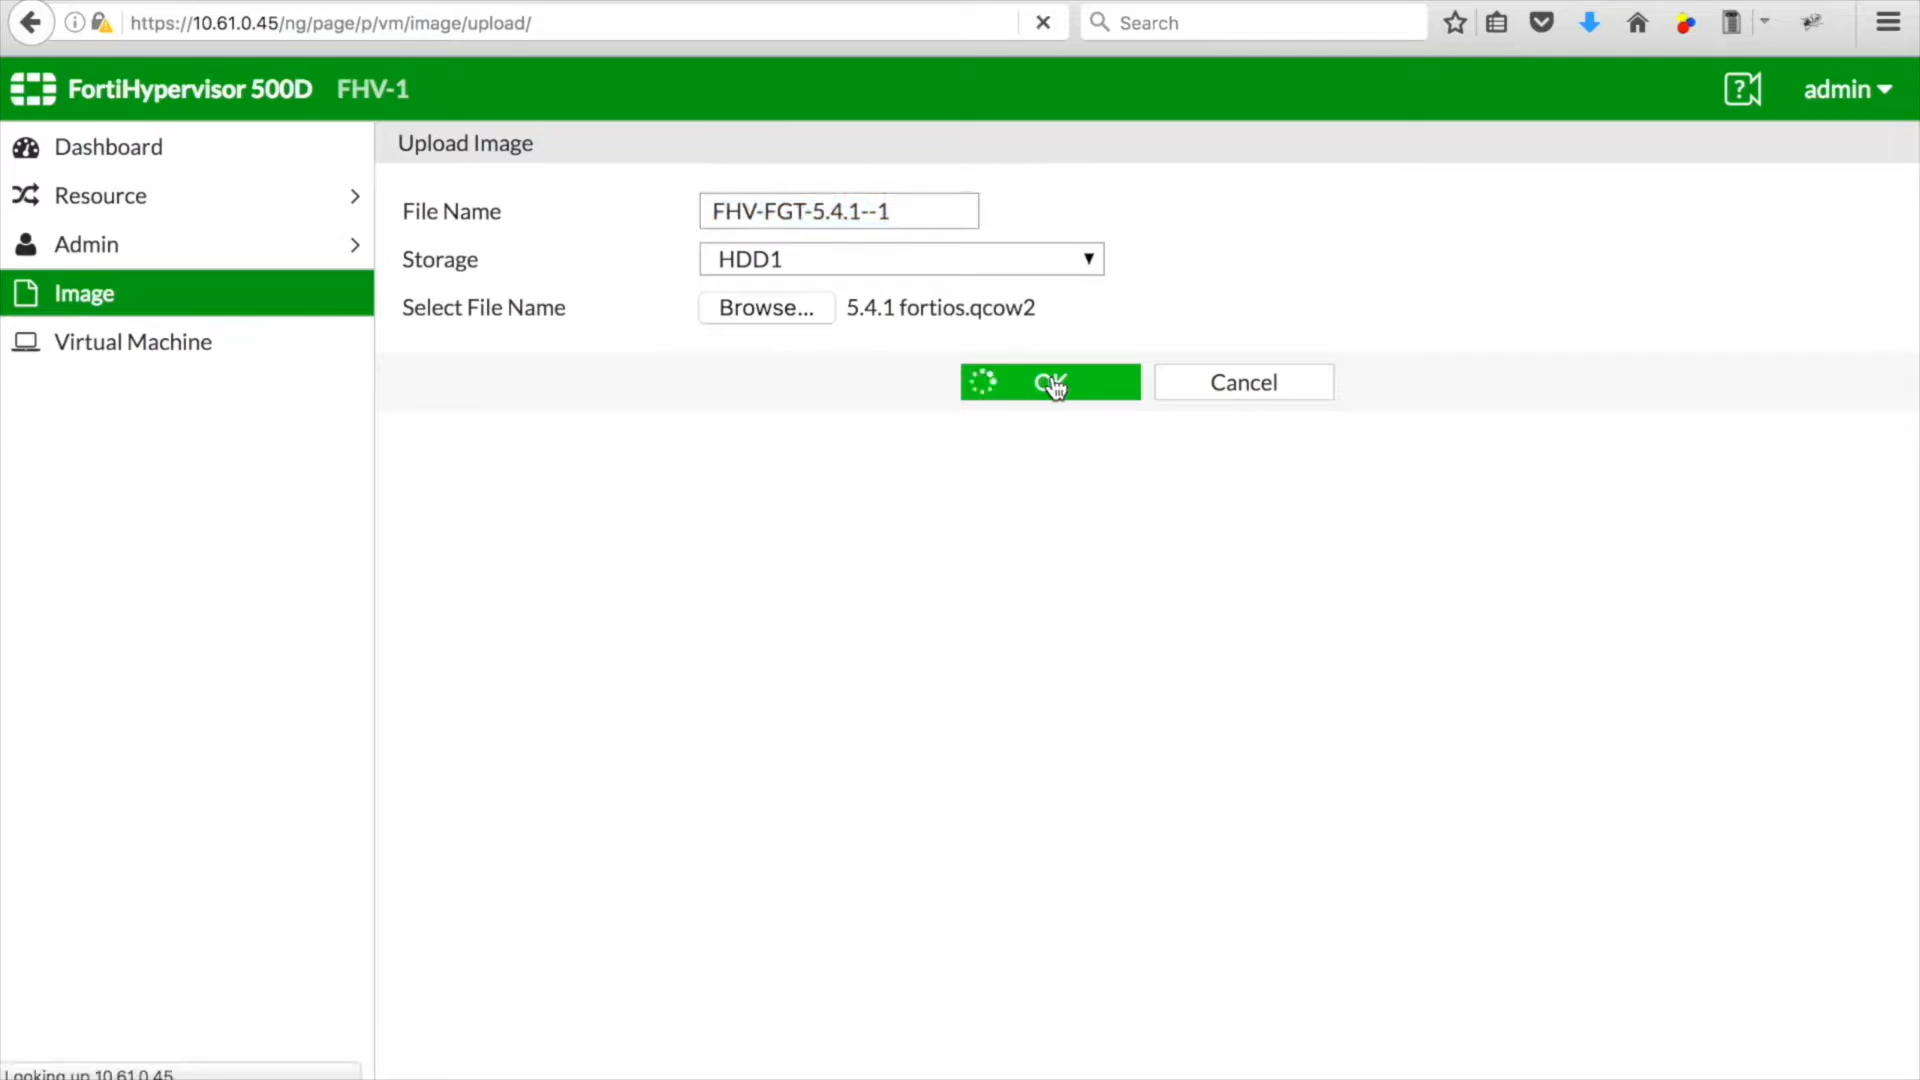 https://10.61.0.45/ng/page/p/vm/image/upload/
Search
FortiHypervisor 500D FHV-1
admin
Dashboard
Resource
Admin
Image
Virtual Machine
Upload Image
File Name FHV-FGT-5.4.1--1
Storage HDD1
Select File Name Browse... 5.4.1 fortios.qcow2
OK Cancel
Looking up 10.61.0.45